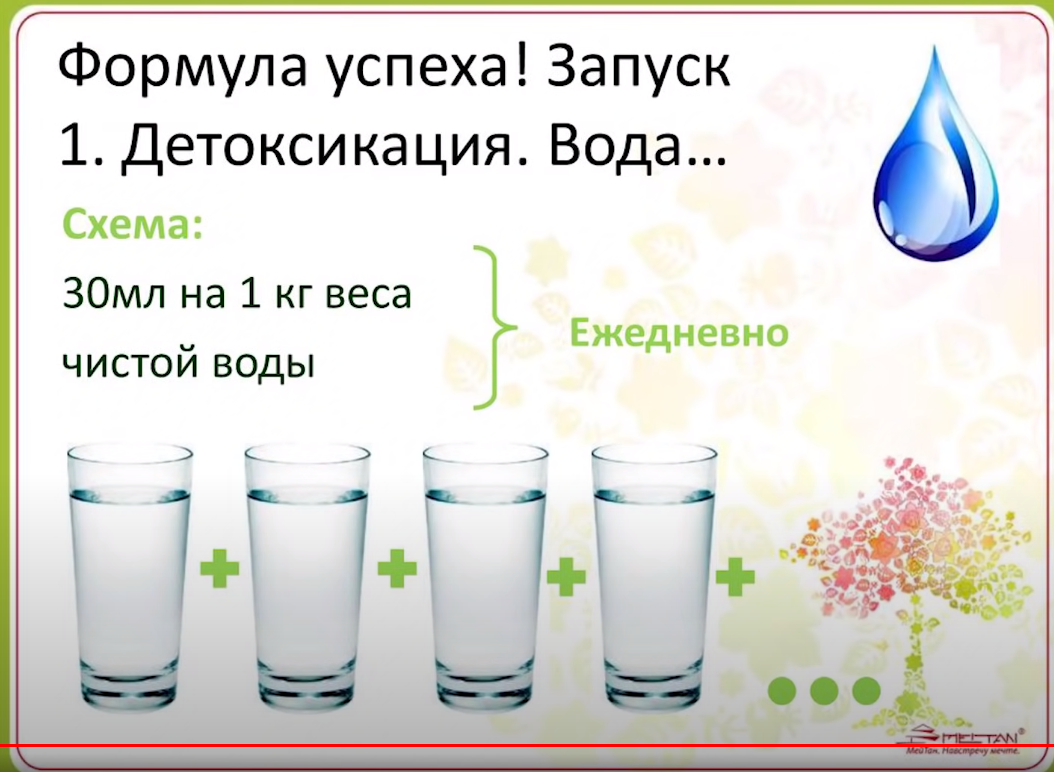 Формула успеха! Запуск
1. Детоксикация. Вода...
Схема:
30мл на 1 кг веса
чистой воды
Ежедневно
MEITAN®
МейТан. Навстречу мечте.